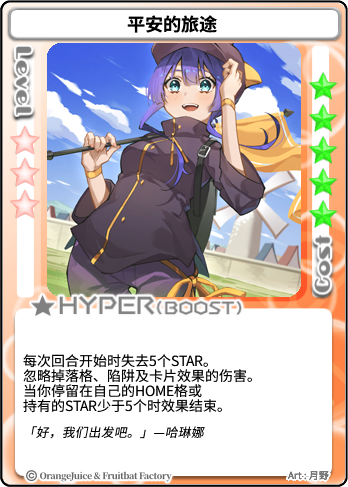 平安的旅途
Level
Cost
HYPER(BOOST)
每次回合开始时失去5个STAR。
忽略掉落格、陷阱及卡片效果的伤害。
当你停留在自己的HOME格或
持有的STAR少于5个时效果结束。
「好，我们出发吧。」—哈琳娜
© OrangeJuice & Fruitbat Factory
Art : 月野